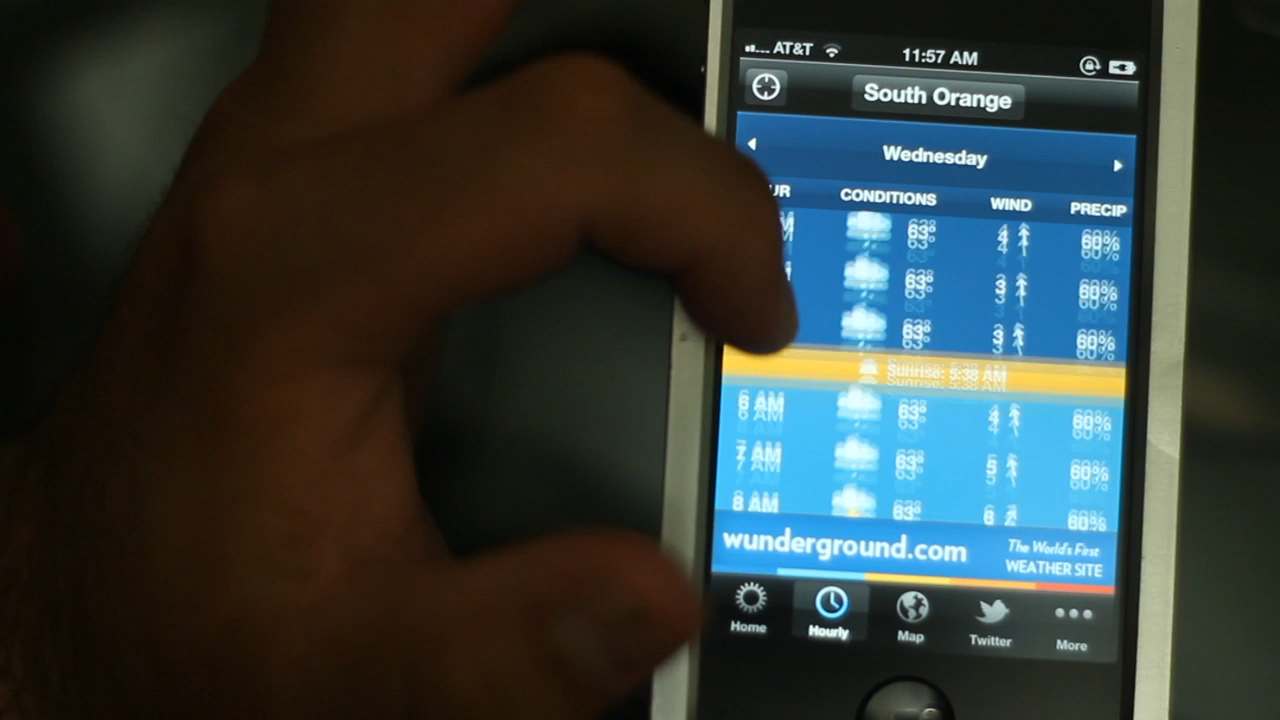 AT&T 11:57 AM
South Orange
Wednesday
UR CONDITIONS WIND PRECIP
M 63° 4 60%
63° 3 60%
63° 3 60%
Sunrise: 5:38 AM
6 AM 63° 4 60%
7 AM 63° 5 60%
8 AM 63° 6 60%
wunderground.com
The World's First
WEATHER SITE
Home Hourly Map Twitter More